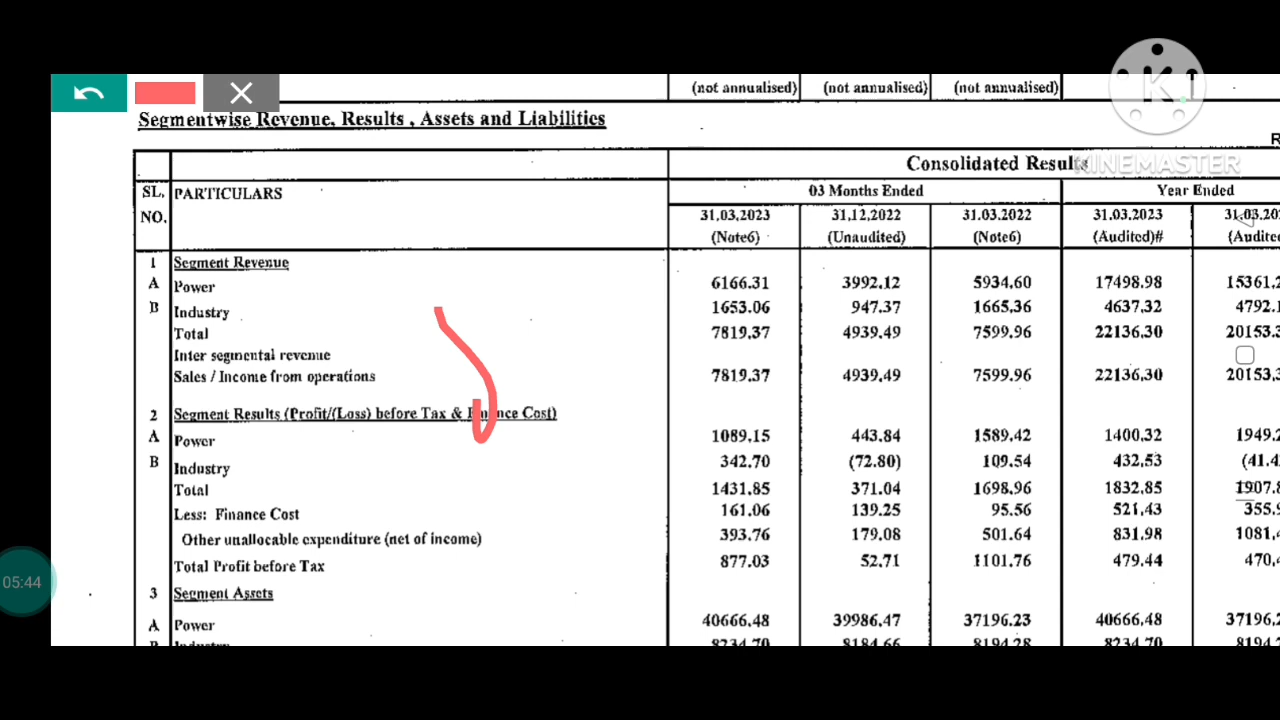 (not annualised) (not annualised) (not annualised)
Segmentwise Revenue, Results , Assets and Liabilities
Consolidated Results
KINEMASTER
SL. NO. PARTICULARS 03 Months Ended Year Ended
31.03.2023 31.12.2022 31.03.2022 31.03.2023
(Note6) (Unaudited) (Note6) (Audited)#
1 Segment Revenue
A Power 6166.31 3992.12 5934.60 17498.98
B Industry 1653.06 947.37 1665.36 4637.32
Total 7819.37 4939.49 7599.96 22136.30
Inter segmental revenue
Sales / Income from operations 7819.37 4939.49 7599.96 22136.30
2 Segment Results (Profit/(Loss) before Tax & Finance Cost)
A Power 1089.15 443.84 1589.42 1400.32
B Industry 342.70 (72.80) 109.54 432.53
Total 1431.85 371.04 1698.96 1832.85
Less: Finance Cost 161.06 139.25 95.56 521.43
Other unallocable expenditure (net of income) 393.76 179.08 501.64 831.98
Total Profit before Tax 877.03 52.71 1101.76 479.44
3 Segment Assets
05:44
A Power 40666.48 39986.47 37196.23 40666.48
B Industry 8234.70 8184.66 8194.28 8234.70